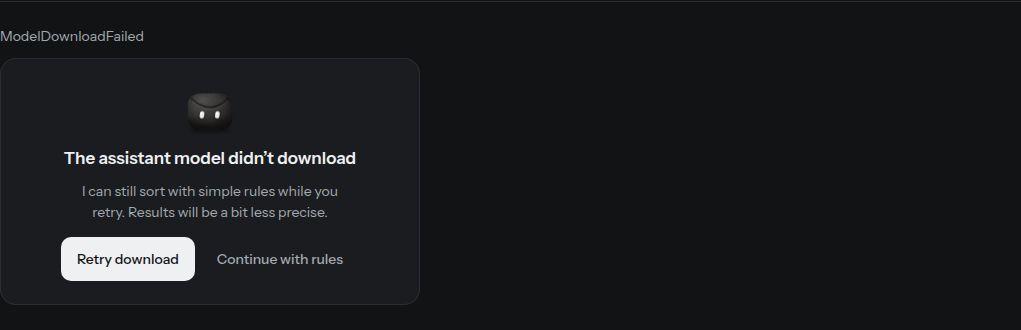 ModelDownloadFailed
The assistant model didn’t download
I can still sort with simple rules while you
retry. Results will be a bit less precise.
Retry download
Continue with rules